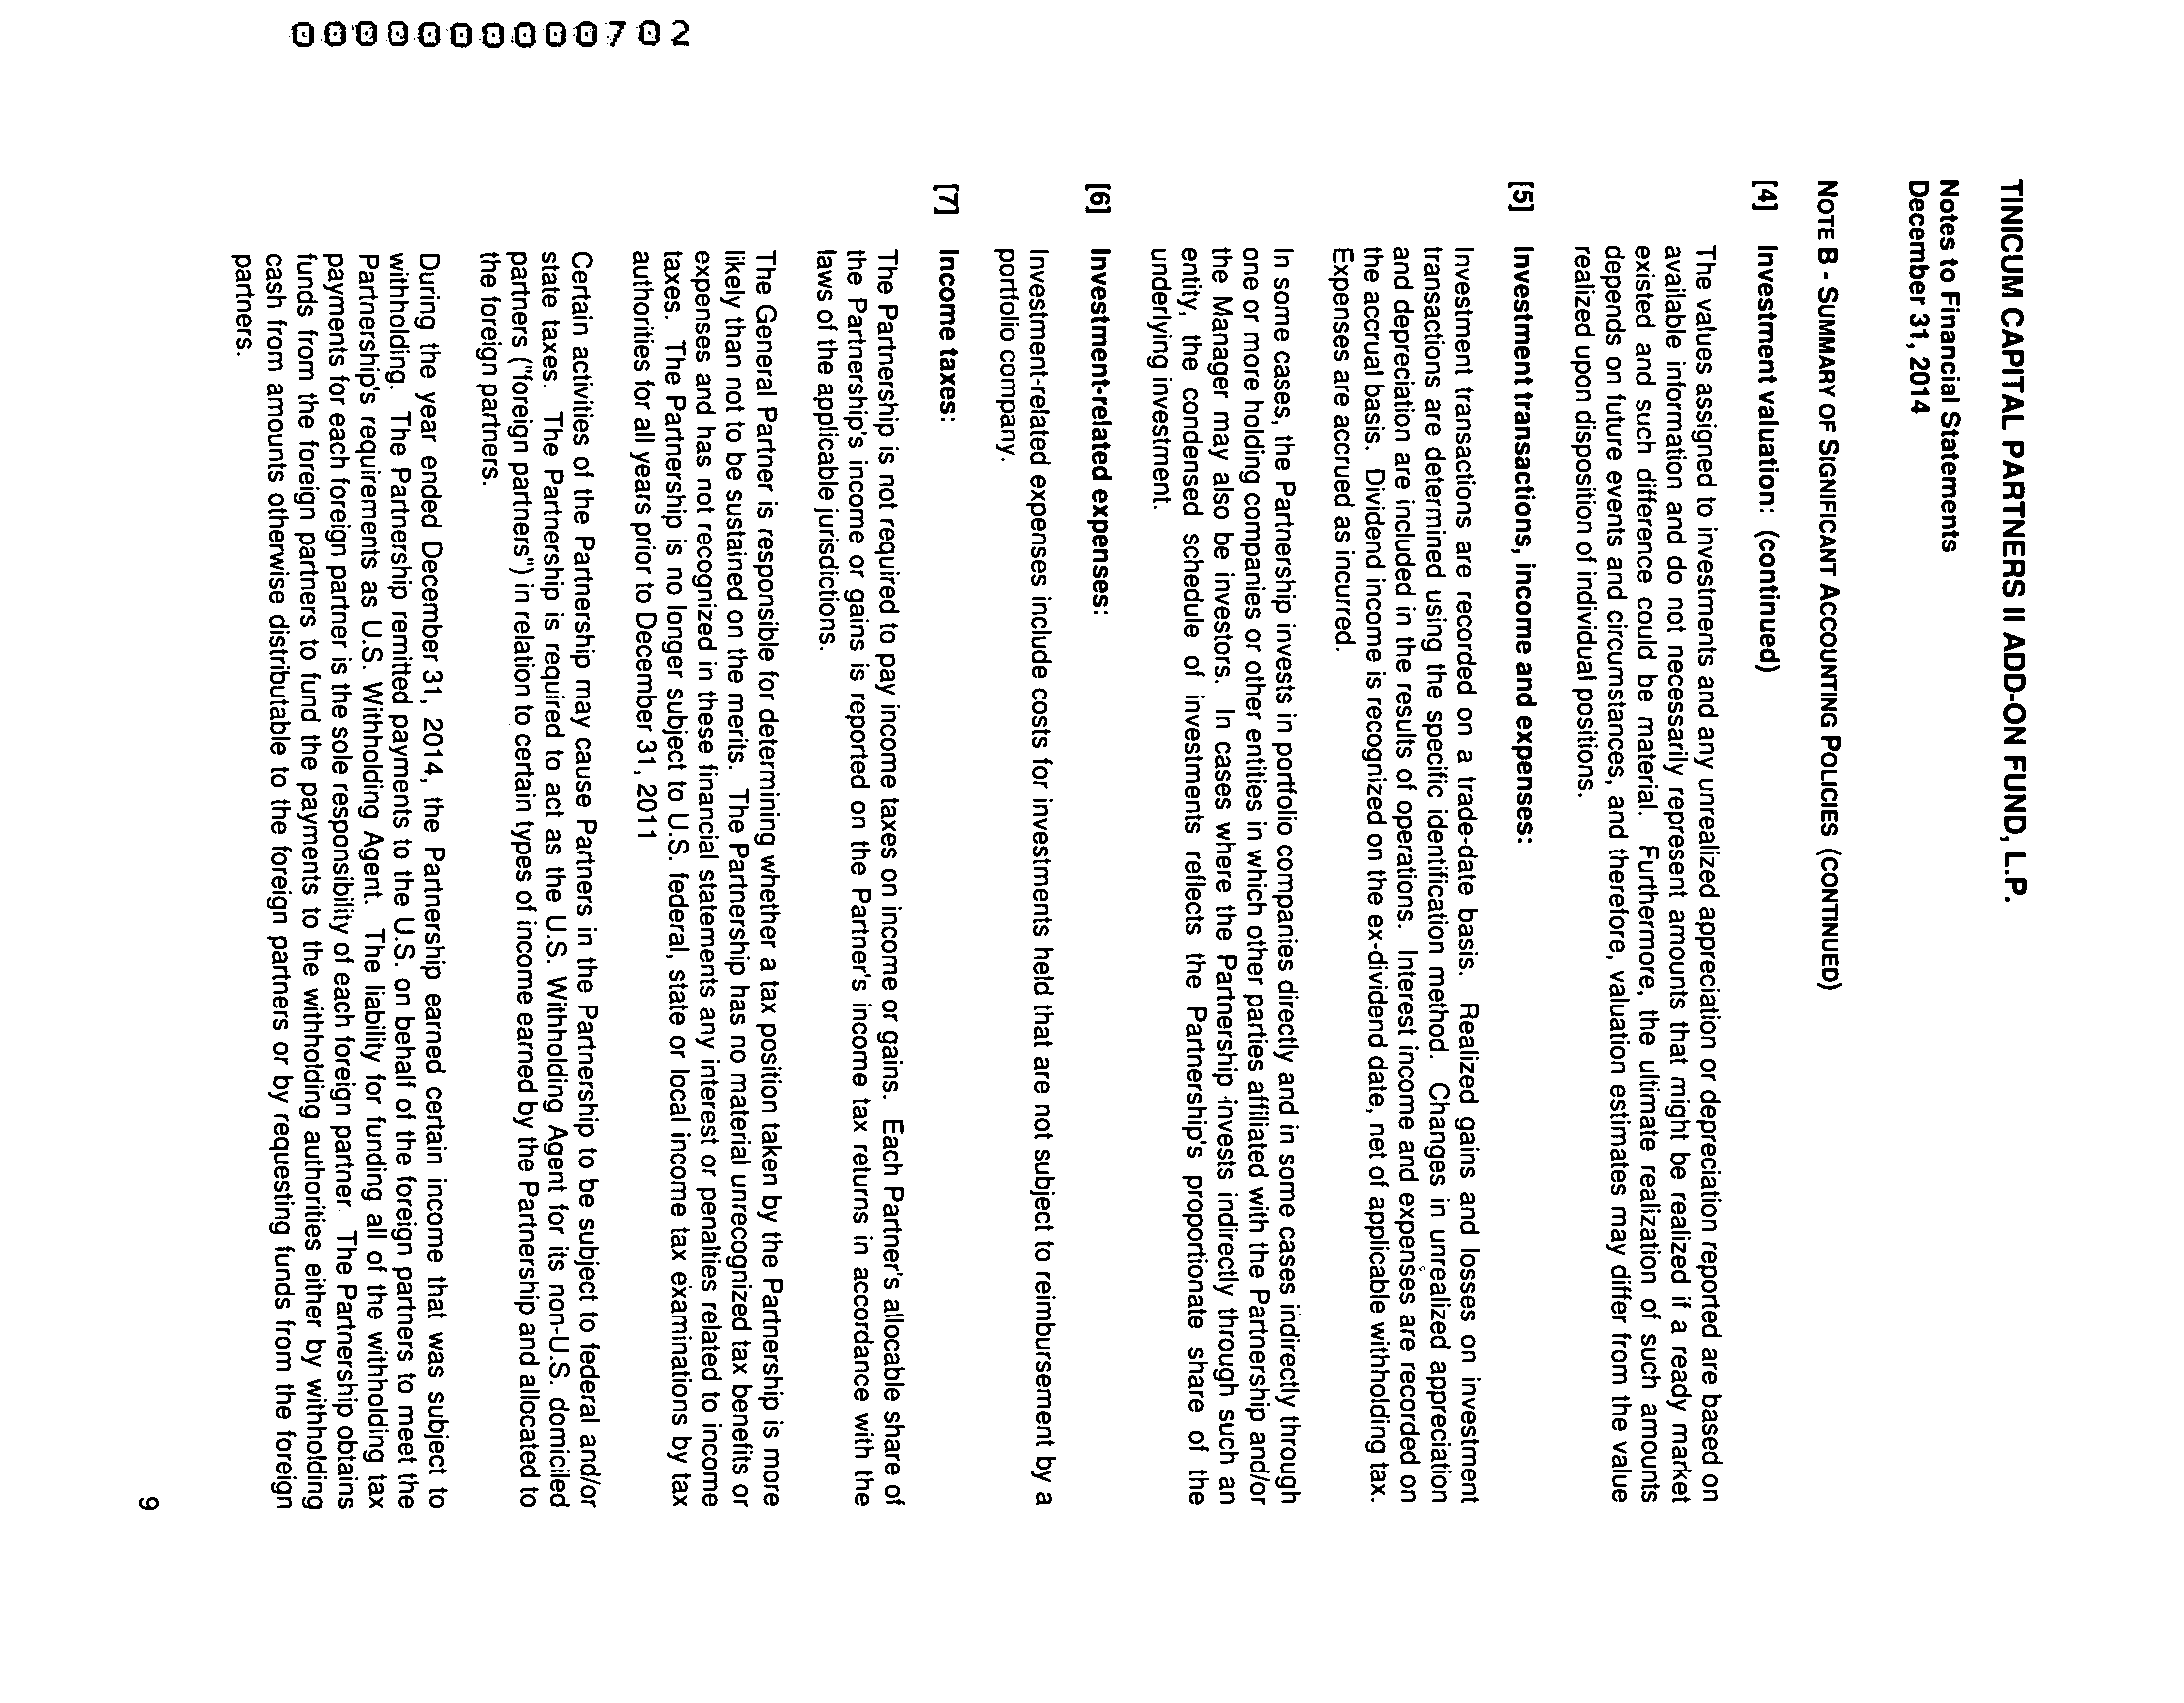 000000000702
TINICUM CAPITAL PARTNERS II ADD-ON FUND, L.P.
Notes to Financial Statements
December 31, 2014
NOTE B - SUMMARY OF SIGNIFICANT ACCOUNTING POLICIES (CONTINUED)
[4] Investment valuation: (continued)
The values assigned to investments and any unrealized appreciation or depreciation reported are based on
available information and do not necessarily represent amounts that might be realized if a ready market
existed and such difference could be material. Furthermore, the ultimate realization of such amounts
depends on future events and circumstances, and therefore, valuation estimates may differ from the value
realized upon disposition of individual positions.
[5] Investment transactions, income and expenses:
Investment transactions are recorded on a trade-date basis. Realized gains and losses on investment
transactions are determined using the specific identification method. Changes in unrealized appreciation
and depreciation are included in the results of operations. Interest income and expenses are recorded on
the accrual basis. Dividend income is recognized on the ex-dividend date, net of applicable withholding tax.
Expenses are accrued as incurred.
In some cases, the Partnership invests in portfolio companies directly and in some cases indirectly through
one or more holding companies or other entities in which other parties affiliated with the Partnership and/or
the Manager may also be investors. In cases where the Partnership invests indirectly through such an
entity, the condensed schedule of investments reflects the Partnership's proportionate share of the
underlying investment.
[6] Investment-related expenses:
Investment-related expenses include costs for investments held that are not subject to reimbursement by a
portfolio company.
[7] Income taxes:
The Partnership is not required to pay income taxes on income or gains. Each Partner's allocable share of
the Partnership's income or gains is reported on the Partner's income tax returns in accordance with the
laws of the applicable jurisdictions.
The General Partner is responsible for determining whether a tax position taken by the Partnership is more
likely than not to be sustained on the merits. The Partnership has no material unrecognized tax benefits or
expenses and has not recognized in these financial statements any interest or penalties related to income
taxes. The Partnership is no longer subject to U.S. federal, state or local income tax examinations by tax
authorities for all years prior to December 31, 2011
Certain activities of the Partnership may cause Partners in the Partnership to be subject to federal and/or
state taxes. The Partnership is required to act as the U.S. Withholding Agent for its non-U.S. domiciled
partners ("foreign partners") in relation to certain types of income earned by the Partnership and allocated to
the foreign partners.
During the year ended December 31, 2014, the Partnership earned certain income that was subject to
withholding. The Partnership remitted payments to the U.S. on behalf of the foreign partners to meet the
Partnership's requirements as U.S. Withholding Agent. The liability for funding all of the withholding tax
payments for each foreign partner is the sole responsibility of each foreign partner. The Partnership obtains
funds from the foreign partners to fund the payments to the withholding authorities either by withholding
cash from amounts otherwise distributable to the foreign partners or by requesting funds from the foreign
partners.
9